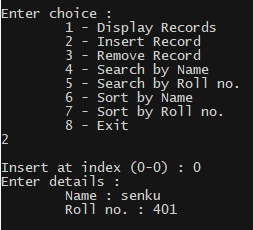 Enter choice :
1 - Display Records
2 - Insert Record
3 - Remove Record
4 - Search by Name
5 - Search by Roll no.
6 - Sort by Name
7 - Sort by Roll no.
8 - Exit
2
Insert at index (0-0) : 0
Enter details :
Name : senku
Roll no. : 401